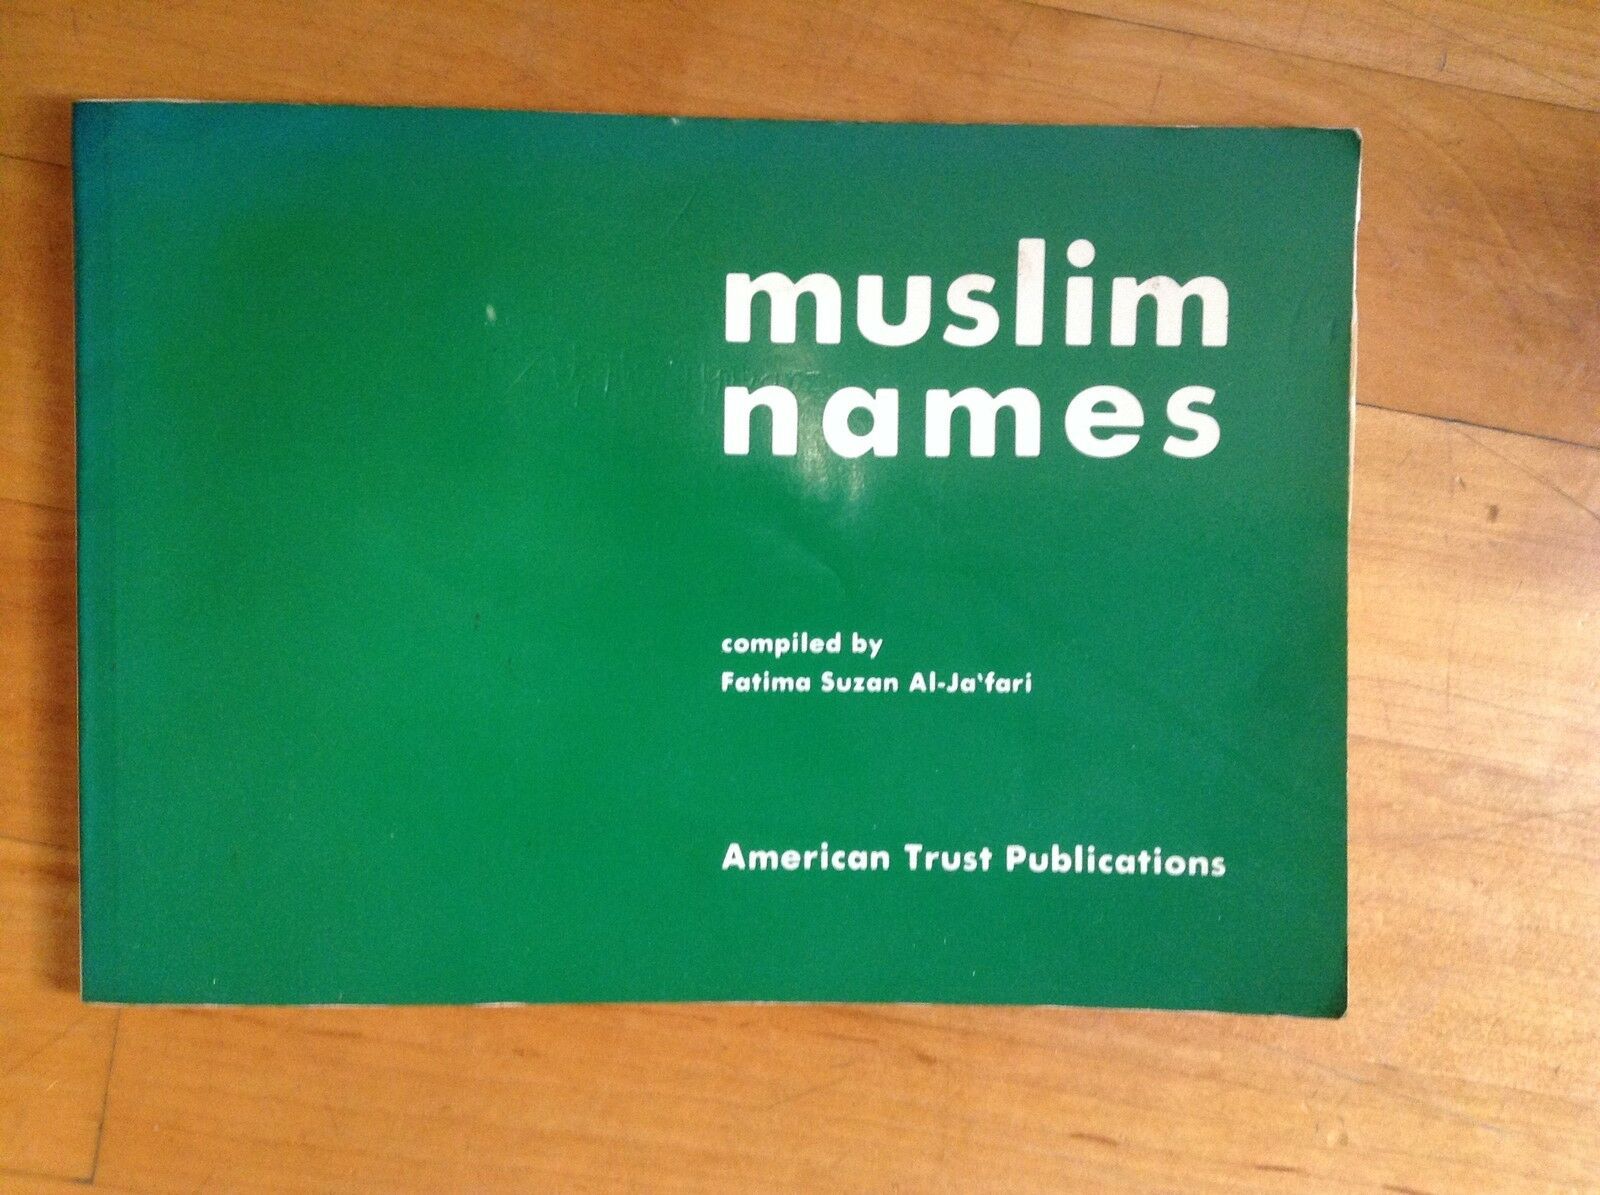 muslim
names
compiled by
Fatima Suzan Al-Ja‘fari
American Trust Publications